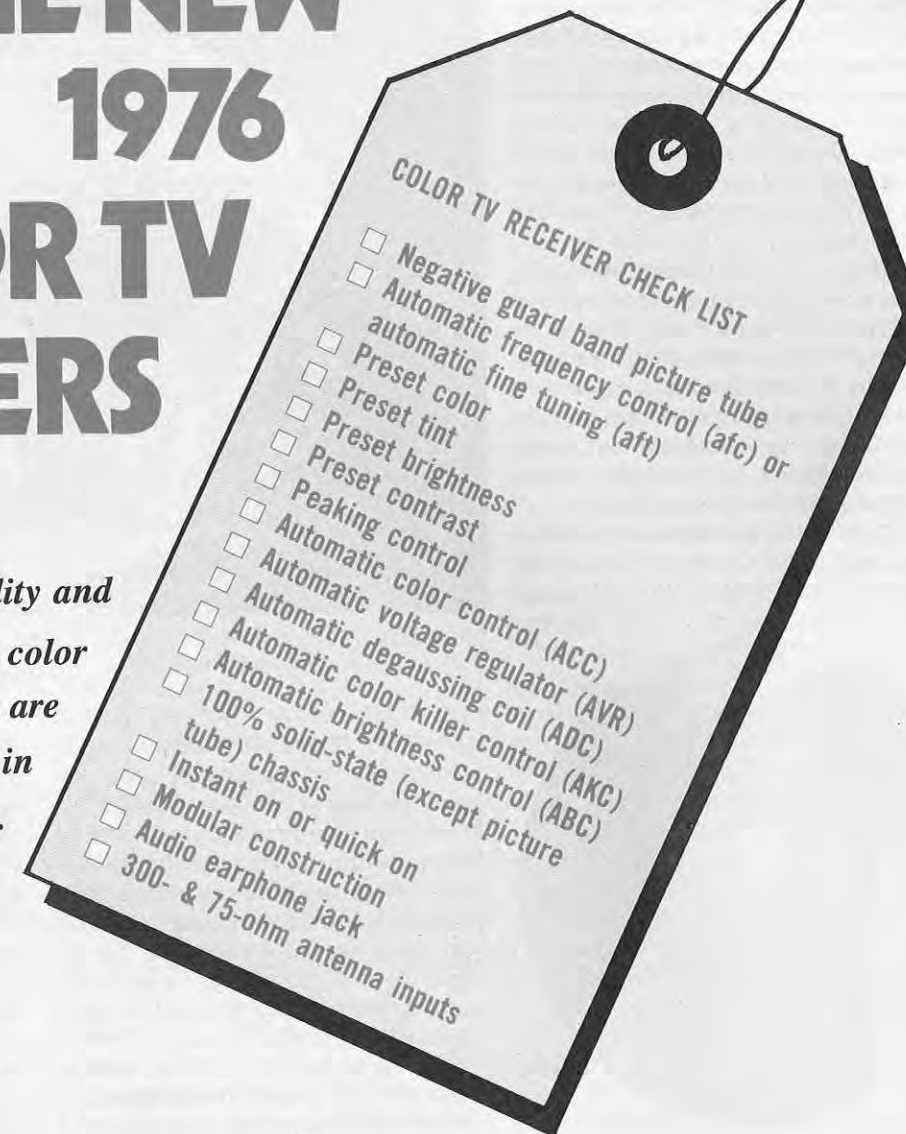 NEW
1976
TV
lity and
color
are
in
COLOR TV RECEIVER CHECK LIST
Negative guard band picture tube
Automatic frequency control (afc) or
automatic fine tuning (aft)
Preset color
Preset tint
Preset brightness
Preset contrast
Peaking control
Automatic color control (ACC)
Automatic voltage regulator (AVR)
Automatic degaussing coil (ADC)
Automatic color killer control (AKC)
Automatic brightness control (ABC)
100% solid-state (except picture
tube) chassis
Instant on or quick on
Modular construction
Audio earphone jack
300- & 75-ohm antenna inputs